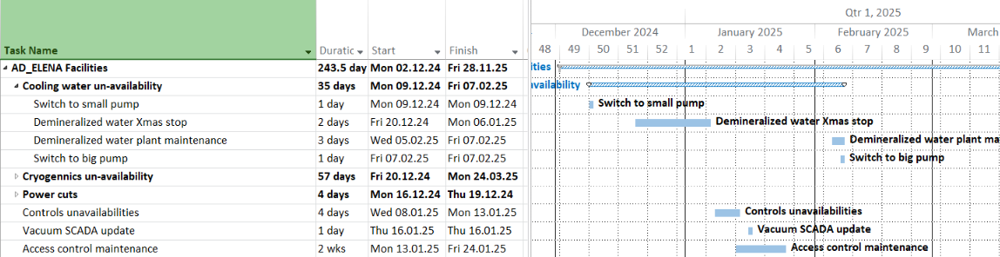 Qtr 1, 2025
December 2024 January 2025 February 2025 March
Task Name Duratic Start Finish 48 49 50 51 52 1 2 3 4 5 6 7 8 9 10 11
AD_ELENA Facilities 243.5 day Mon 02.12.24 Fri 28.11.25 ities
Cooling water un-availability 35 days Mon 09.12.24 Fri 07.02.25 vailability
Switch to small pump 1 day Mon 09.12.24 Mon 09.12.24 Switch to small pump
Demineralized water Xmas stop 2 days Fri 20.12.24 Mon 06.01.25 Demineralized water Xmas stop
Demineralized water plant maintenance 3 days Wed 05.02.25 Fri 07.02.25 Demineralized water plant ma
Switch to big pump 1 day Fri 07.02.25 Fri 07.02.25 Switch to big pump
Cryogennics un-availability 57 days Fri 20.12.24 Mon 24.03.25
Power cuts 4 days Mon 16.12.24 Thu 19.12.24
Controls unavailabilities 4 days Wed 08.01.25 Mon 13.01.25 Controls unavailabilities
Vacuum SCADA update 1 day Thu 16.01.25 Thu 16.01.25 Vacuum SCADA update
Access control maintenance 2 wks Mon 13.01.25 Fri 24.01.25 Access control maintenance